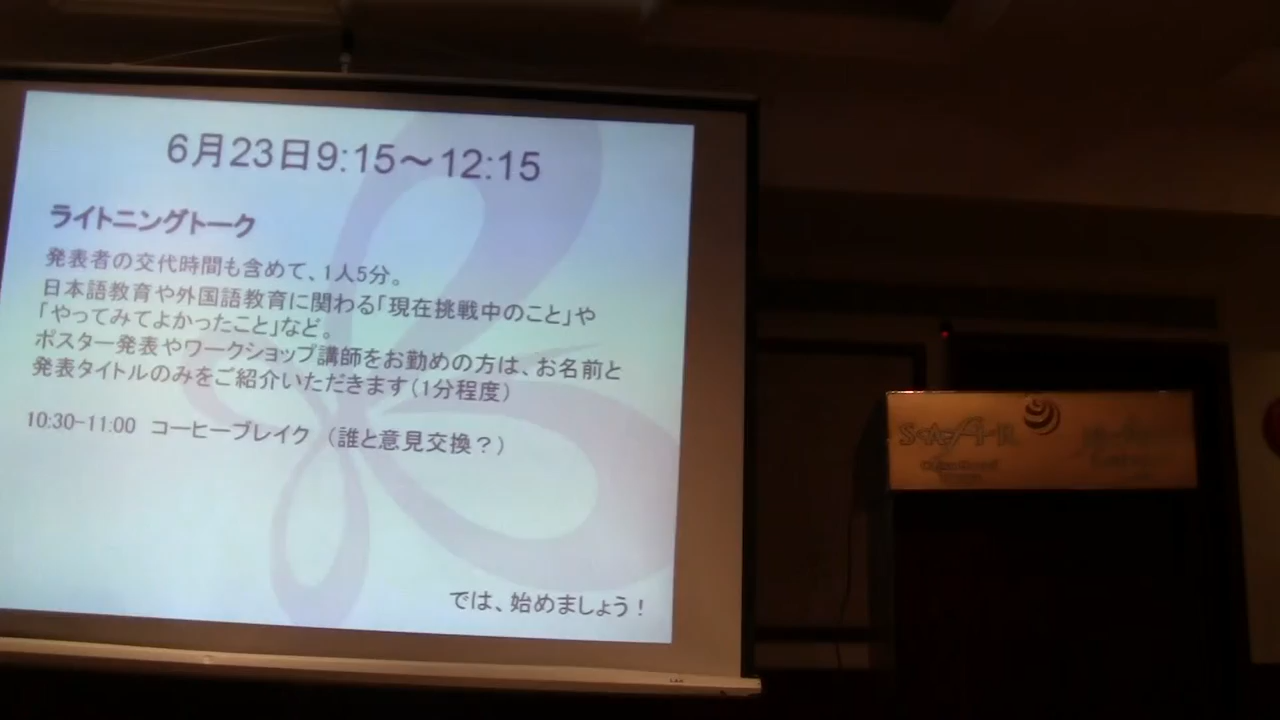 6月23日9:15～12:15
ライトニングトーク
発表者の交代時間も含めて、1人5分。
日本語教育や外国語教育に関わる「現在挑戦中のこと」や
「やってみてよかったこと」など。
ポスター発表やワークショップ講師をお勤めの方は、お名前と
発表タイトルのみをご紹介いただきます（1分程度）
10:30-11:00　コーヒーブレイク　（誰と意見交換？）
では、始めましょう！